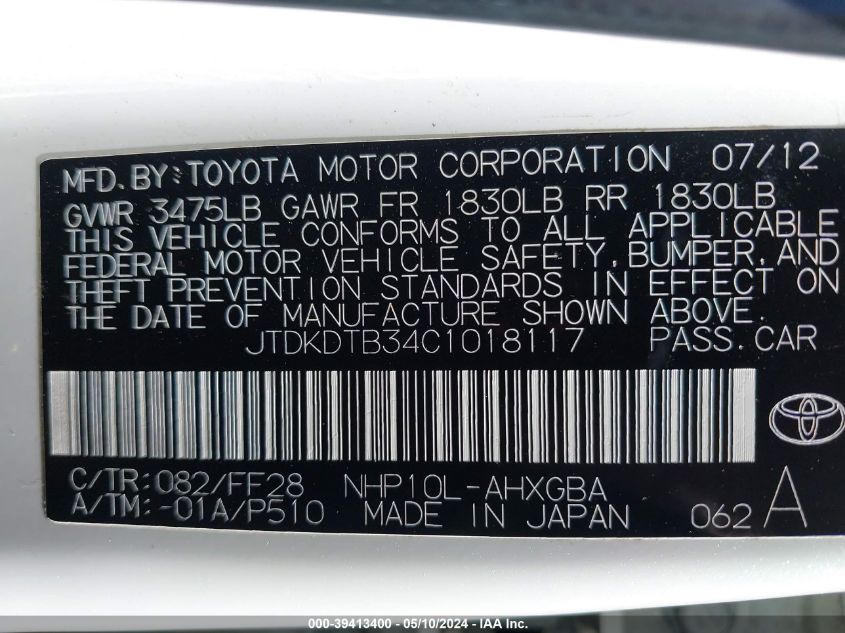 MFD. BY: TOYOTA MOTOR CORPORATION 07/12
GVWR 3475LB GAWR FR 1830LB RR 1830LB
THIS VEHICLE CONFORMS TO ALL APPLICABLE
FEDERAL MOTOR VEHICLE SAFETY, BUMPER, AND
THEFT PREVENTION STANDARDS IN EFFECT ON
THE DATE OF MANUFACTURE SHOWN ABOVE.
JTDKDTB34C1018117 PASS. CAR
C/TR: 082/FF28 NHP10L-AHXGBA
A/TM: -01A/P510 MADE IN JAPAN 062 A
000-39413400 - 05/10/2024 - IAA Inc.